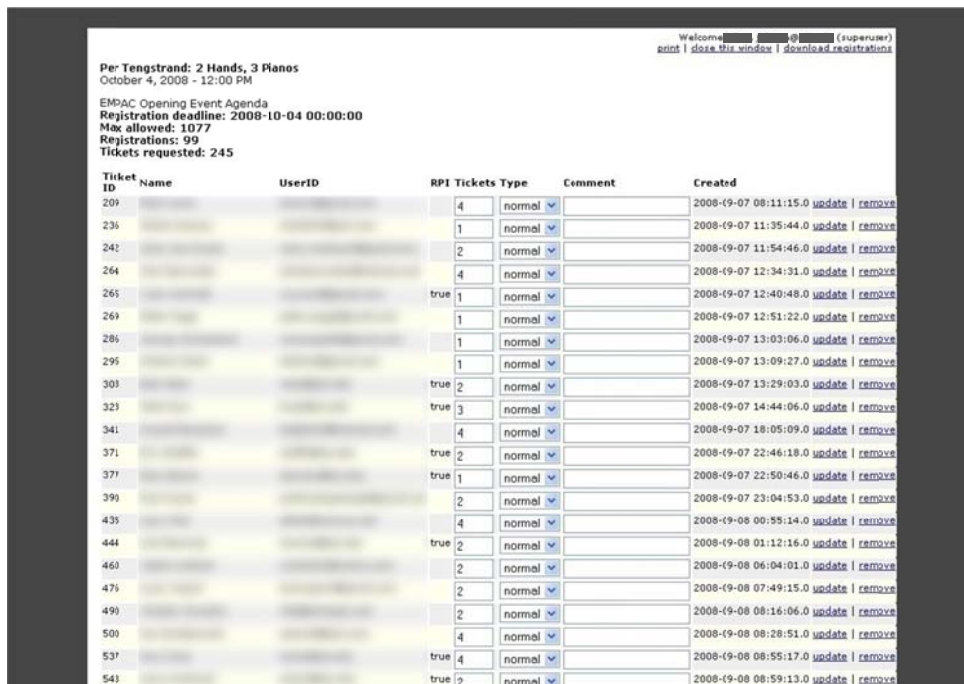 Welcome @ (superuser)
print | close this window | download registrations
Per Tengstrand: 2 Hands, 3 Pianos
October 4, 2008 - 12:00 PM
EMPAC Opening Event Agenda
Registration deadline: 2008-10-04 00:00:00
Max allowed: 1077
Registrations: 99
Tickets requested: 245
Ticket ID Name UserID RPI Tickets Type Comment Created
209 4 normal 2008-09-07 08:11:15.0 update | remove
236 1 normal 2008-09-07 11:35:44.0 update | remove
242 2 normal 2008-09-07 11:54:46.0 update | remove
264 4 normal 2008-09-07 12:34:31.0 update | remove
265 true 1 normal 2008-09-07 12:40:48.0 update | remove
269 1 normal 2008-09-07 12:51:22.0 update | remove
286 1 normal 2008-09-07 13:03:06.0 update | remove
295 1 normal 2008-09-07 13:09:27.0 update | remove
303 true 2 normal 2008-09-07 13:29:03.0 update | remove
323 true 3 normal 2008-09-07 14:44:06.0 update | remove
341 4 normal 2008-09-07 18:05:09.0 update | remove
371 true 2 normal 2008-09-07 22:46:18.0 update | remove
377 true 1 normal 2008-09-07 22:50:46.0 update | remove
390 2 normal 2008-09-07 23:04:53.0 update | remove
435 4 normal 2008-09-08 00:55:14.0 update | remove
444 true 2 normal 2008-09-08 01:12:16.0 update | remove
460 2 normal 2008-09-08 06:04:01.0 update | remove
476 2 normal 2008-09-08 07:49:15.0 update | remove
490 2 normal 2008-09-08 08:16:06.0 update | remove
500 4 normal 2008-09-08 08:28:51.0 update | remove
537 true 4 normal 2008-09-08 08:55:17.0 update | remove
543 true 2 normal 2008-09-08 08:59:13.0 update | remove